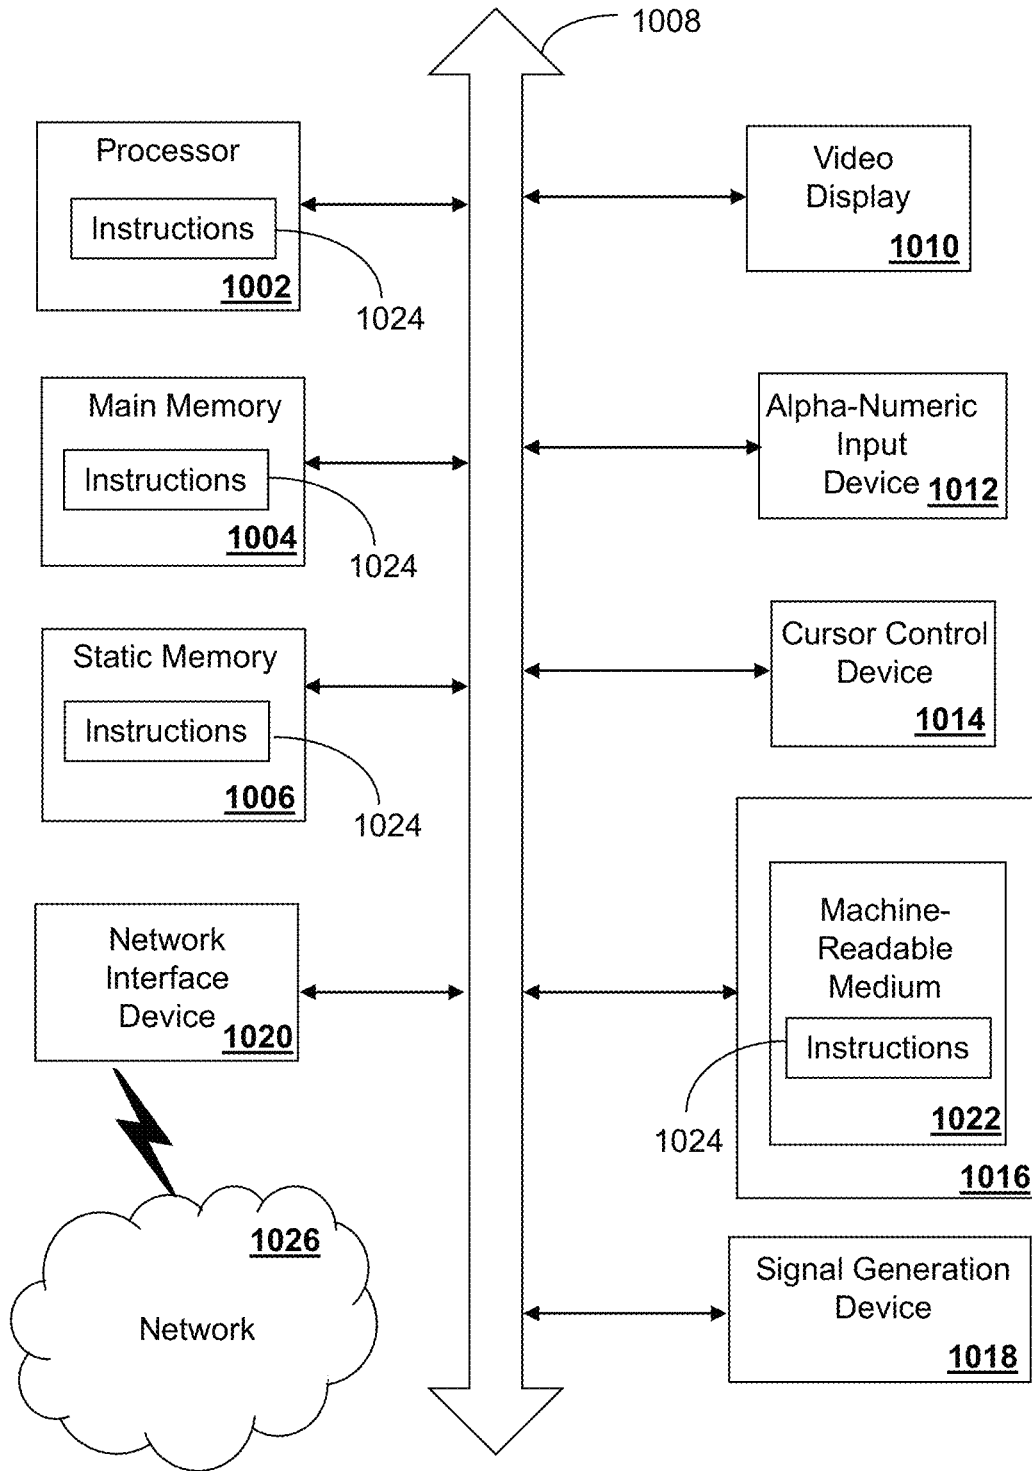 1008
Processor
Instructions
1002
1024
Main Memory
Instructions
1004
1024
Static Memory
Instructions
1006
1024
Network
Interface
Device
1020
1026
Network
Video
Display
1010
Alpha-Numeric
Input
Device
1012
Cursor Control
Device
1014
Machine-
Readable
Medium
Instructions
1024
1022
1016
Signal Generation
Device
1018